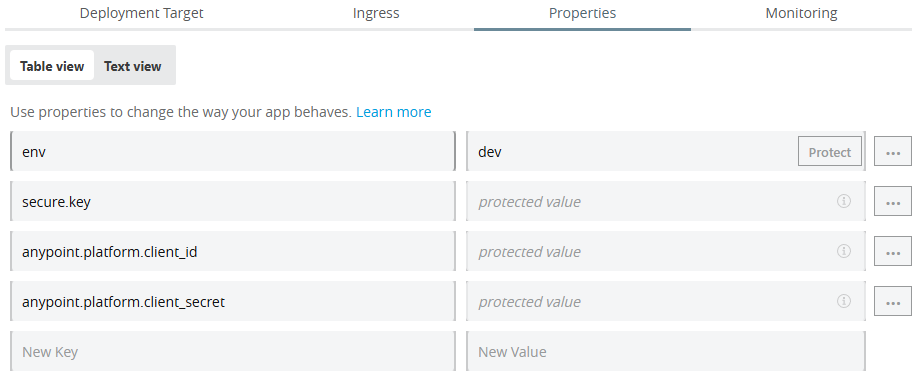 Deployment Target Ingress Properties Monitoring
Table view Text view
Use properties to change the way your app behaves. Learn more
env dev Protect ...
secure.key protected value ...
anypoint.platform.client_id protected value ...
anypoint.platform.client_secret protected value ...
New Key New Value